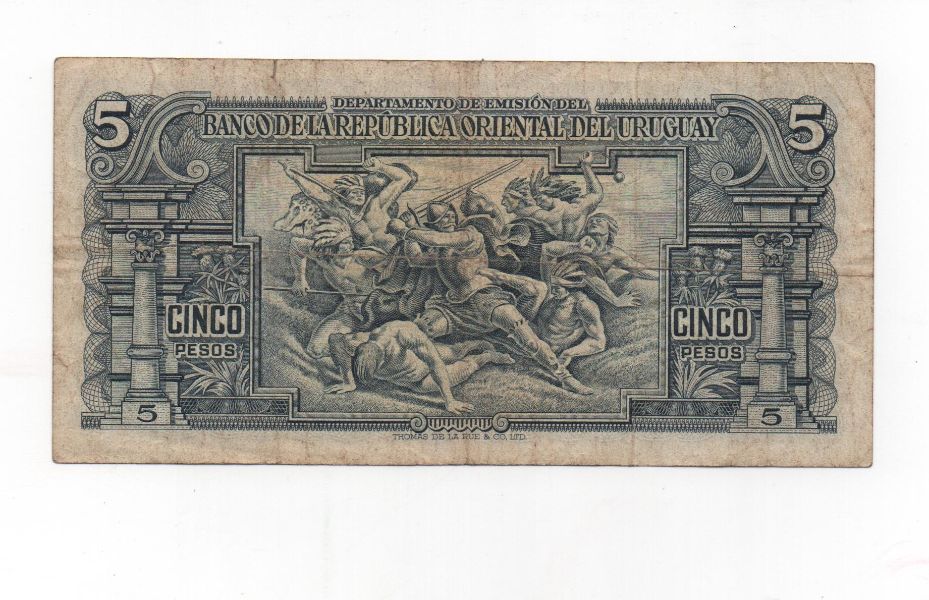 DEPARTAMENTO DE EMISIÓN DEL
BANCO DE LA REPÚBLICA ORIENTAL DEL URUGUAY
5
5
CINCO
PESOS
CINCO
PESOS
5
5
THOMAS DE LA RUE & CO, LTD.